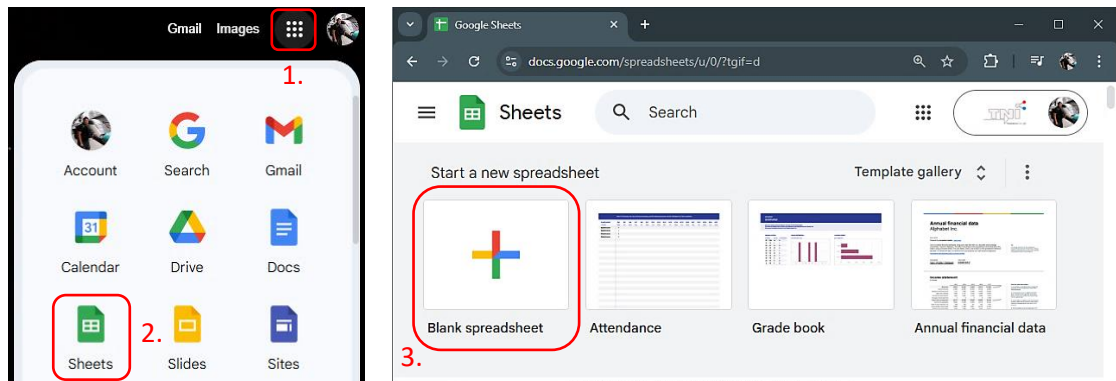 Gmail Images
1.
Account Search Gmail
31
Calendar Drive Docs
2.
Sheets Slides Sites
Google Sheets
docs.google.com/spreadsheets/u/0/?tgif=d
Sheets Search
TNI
Start a new spreadsheet Template gallery
Annual financial data
Alphabet Inc.
Blank spreadsheet Attendance Grade book Annual financial data
3.